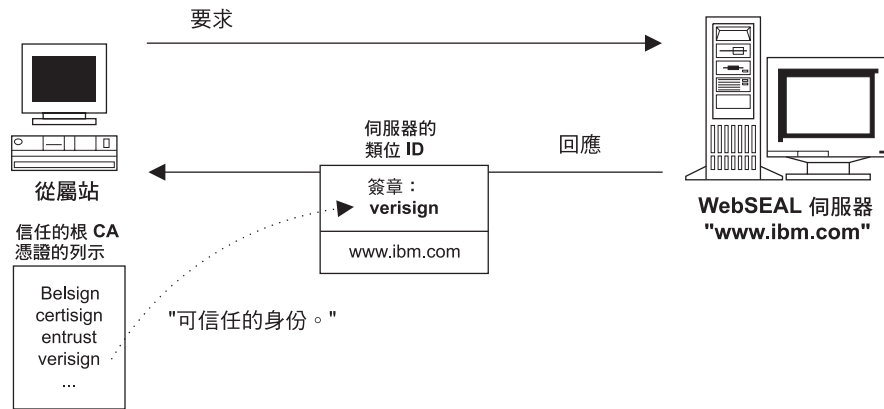 要求
伺服器的
類位 ID
回應
簽章：
verisign
www.ibm.com
從屬站
WebSEAL 伺服器
"www.ibm.com"
信任的根 CA
憑證的列示
Belsign
certisign
entrust
verisign
...
"可信任的身份。"